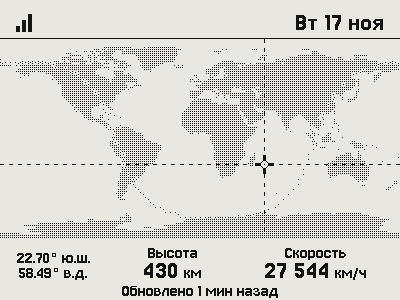 Вт 17 ноя
22.70° ю.ш.
58.49° в.д.
Высота
430 км
Скорость
27 544 км/ч
Обновлено 1 мин назад